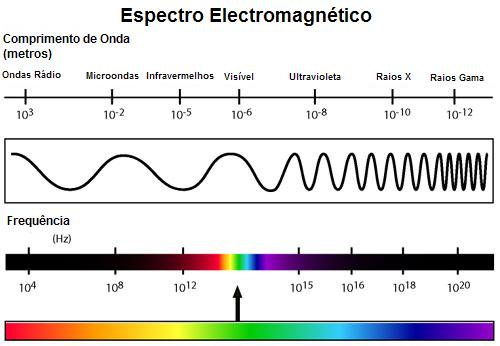 Espectro Electromagnético
Comprimento de Onda
(metros)
Ondas Rádio Microondas Infravermelhos Visível Ultravioleta Raios X Raios Gama
10³ 10⁻² 10⁻⁵ 10⁻⁶ 10⁻⁸ 10⁻¹⁰ 10⁻¹²
Frequência
(Hz)
10⁴ 10⁸ 10¹² 10¹⁵ 10¹⁶ 10¹⁸ 10²⁰